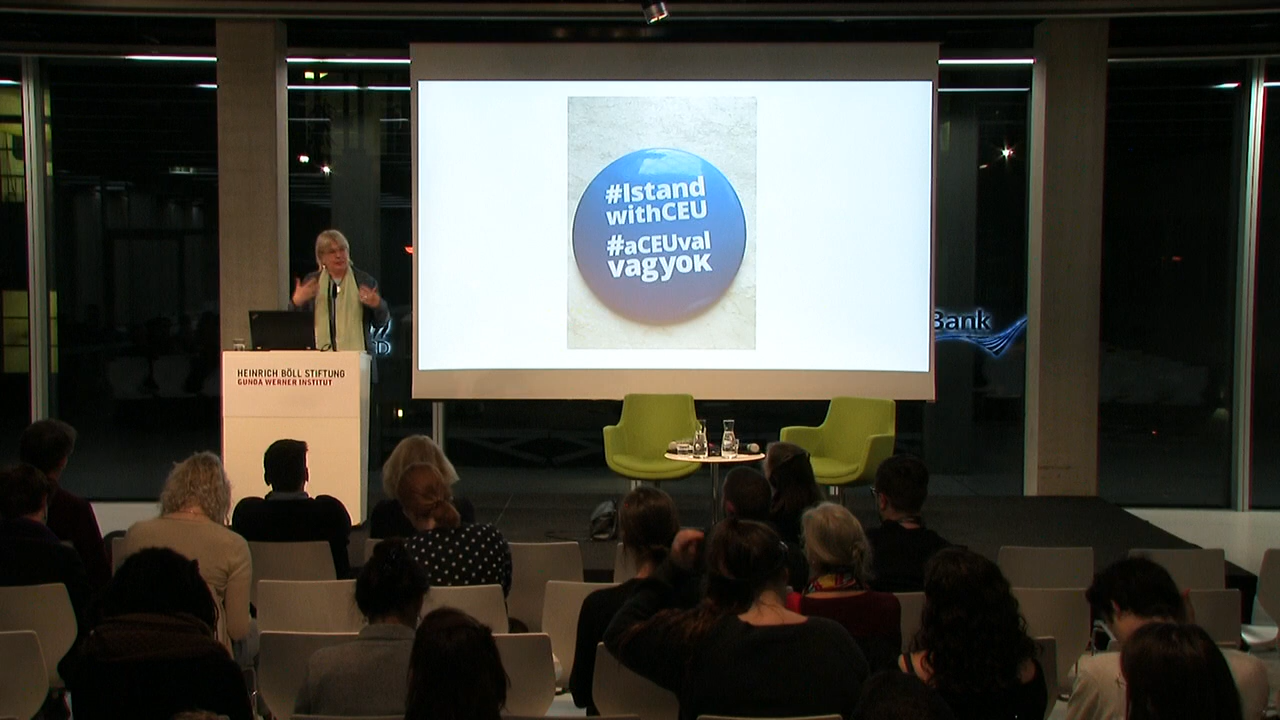 #Istand
withCEU
#aCEUval
vagyok
HEINRICH BÖLL STIFTUNG
GUNDA WERNER INSTITUT
Bank